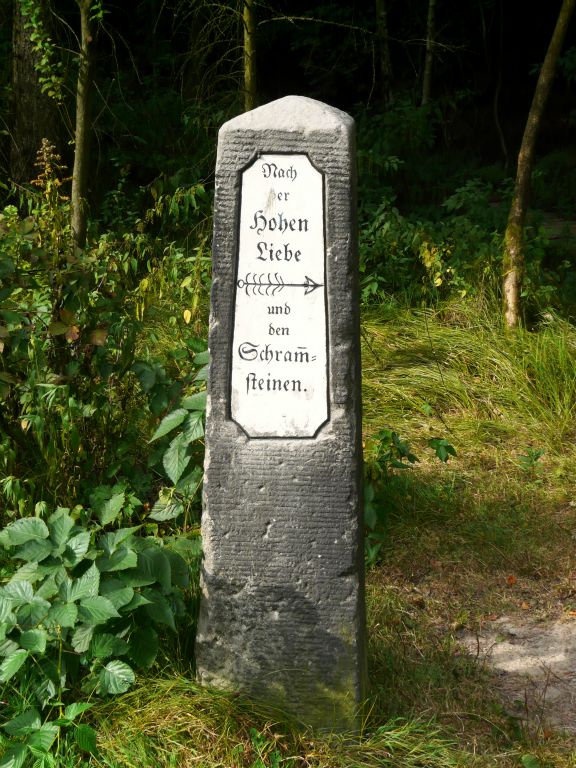 Nach
er
Hohen
Liebe
und
den
Schram̅-
steinen.